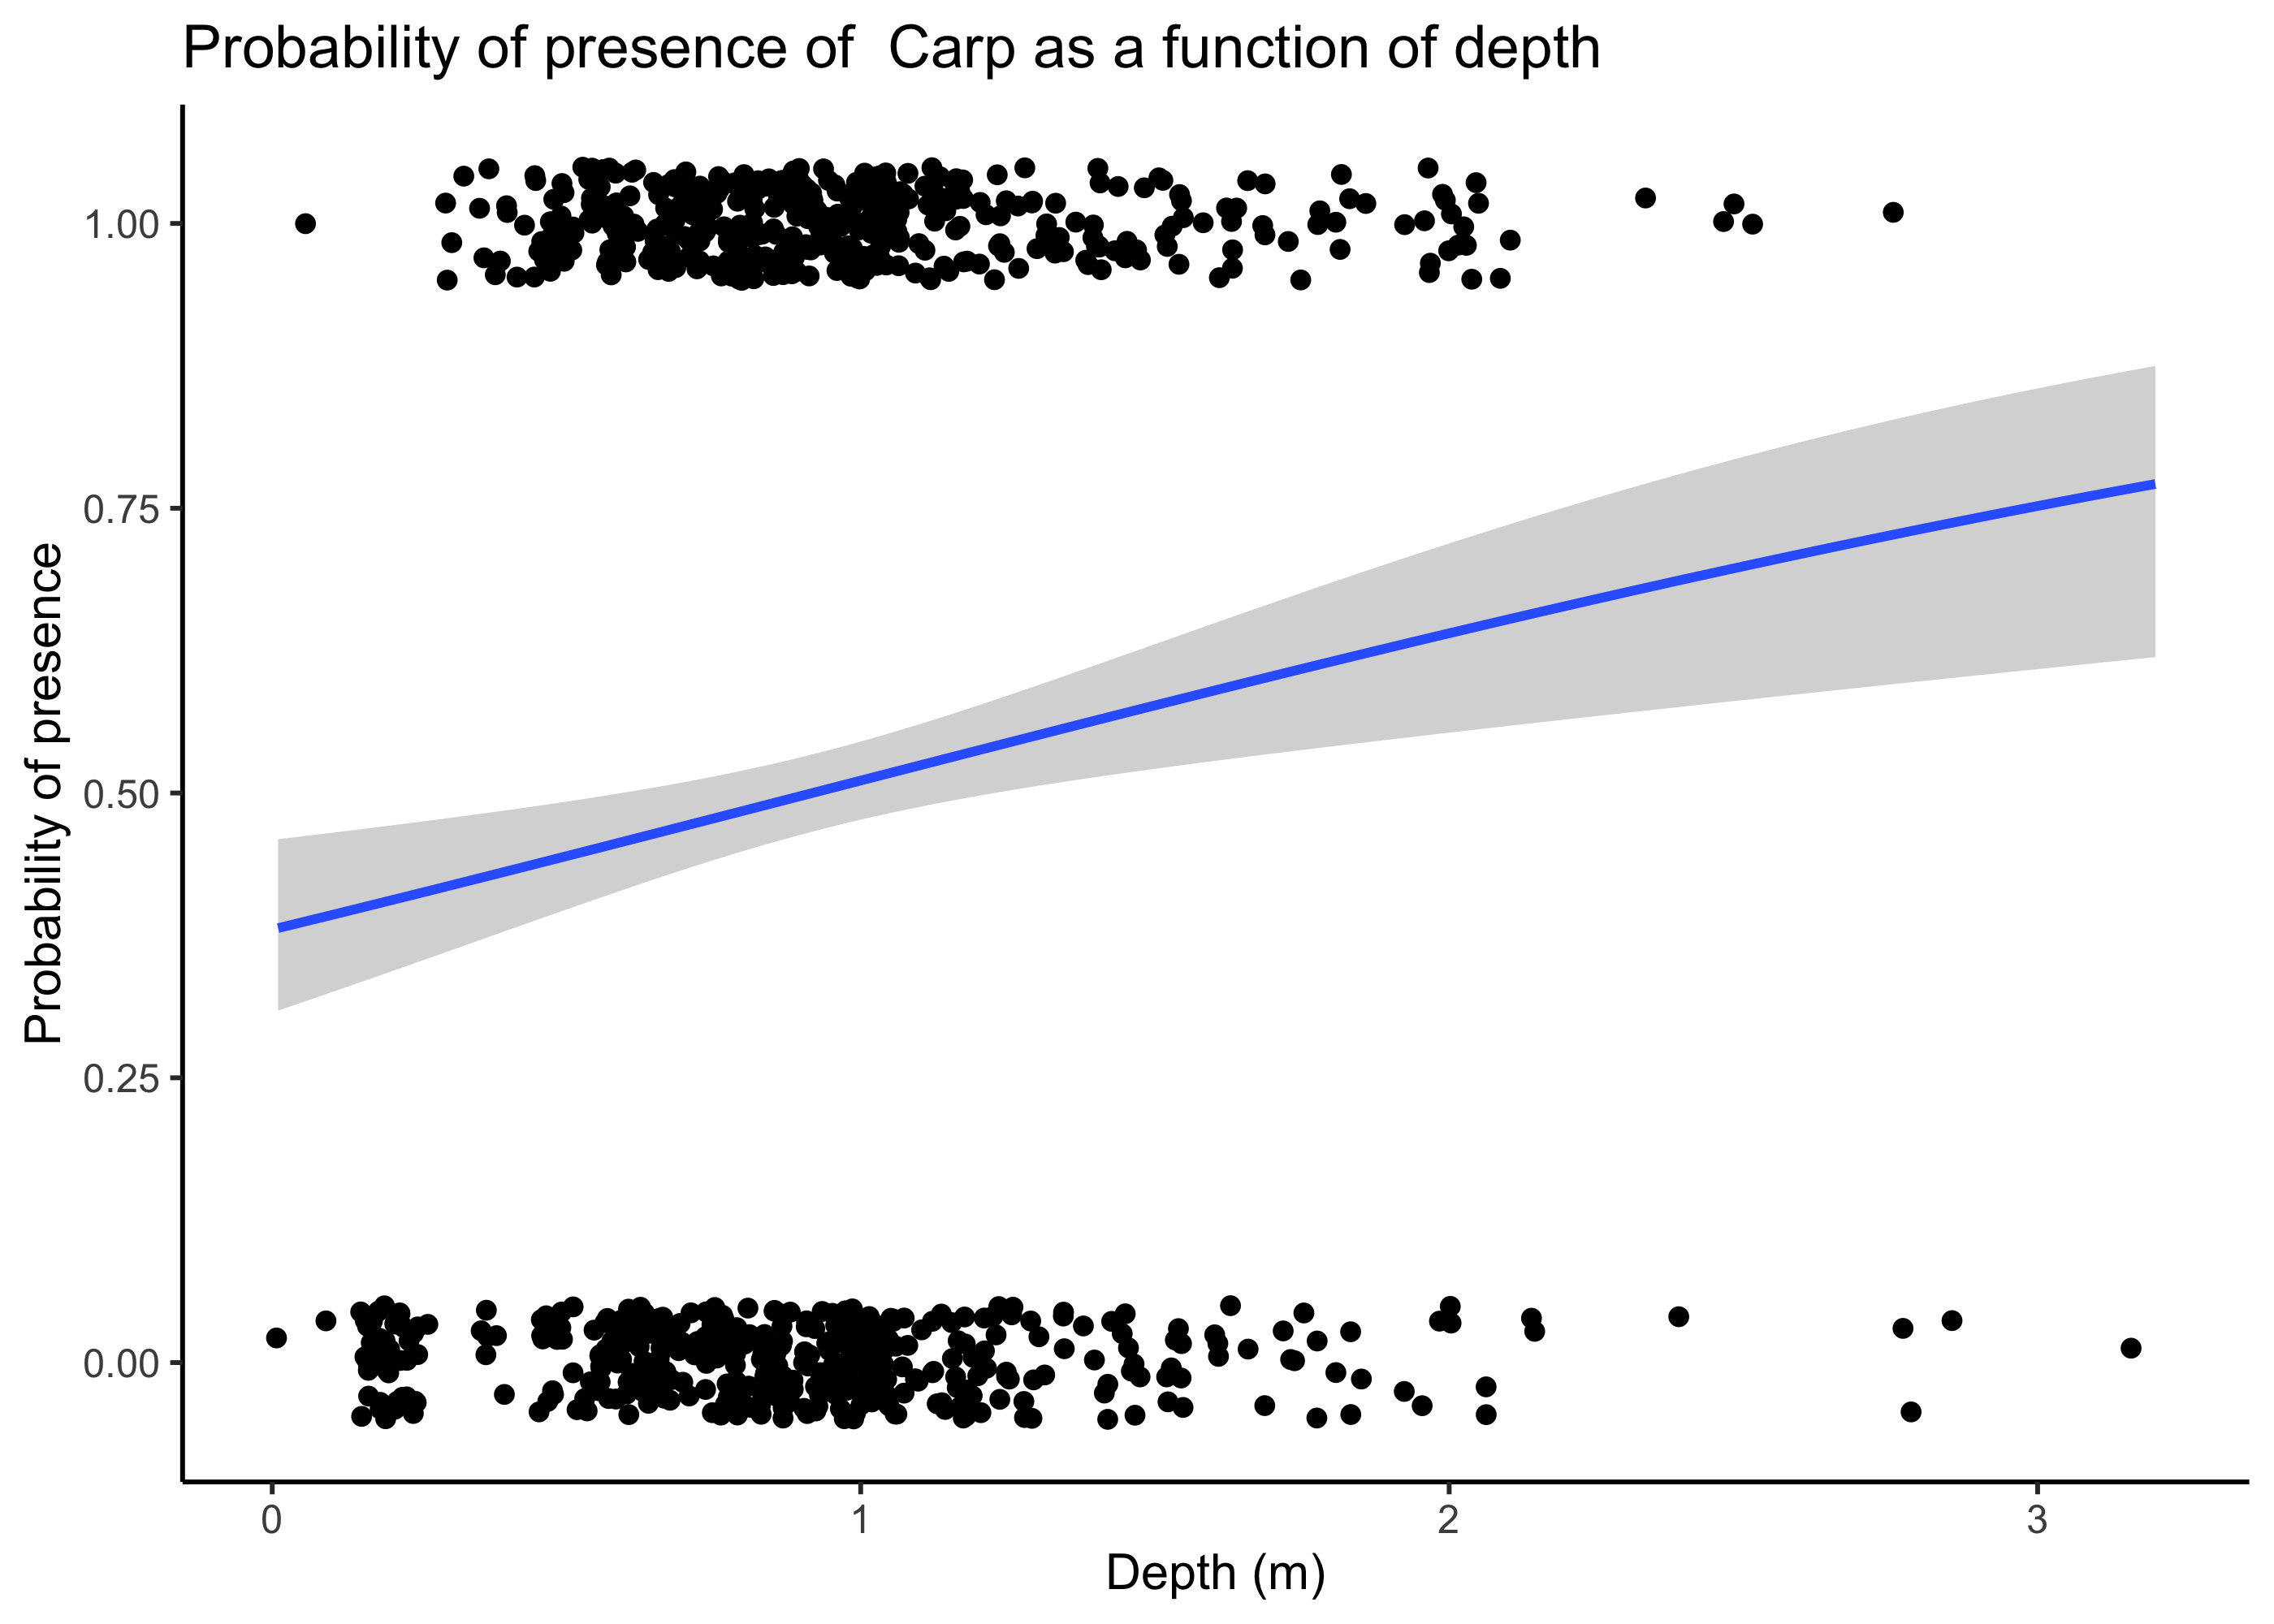 Probability of presence of  Carp as a function of depth
Probability of presence
1.00
0.75
0.50
0.25
0.00
0 1 2 3
Depth (m)